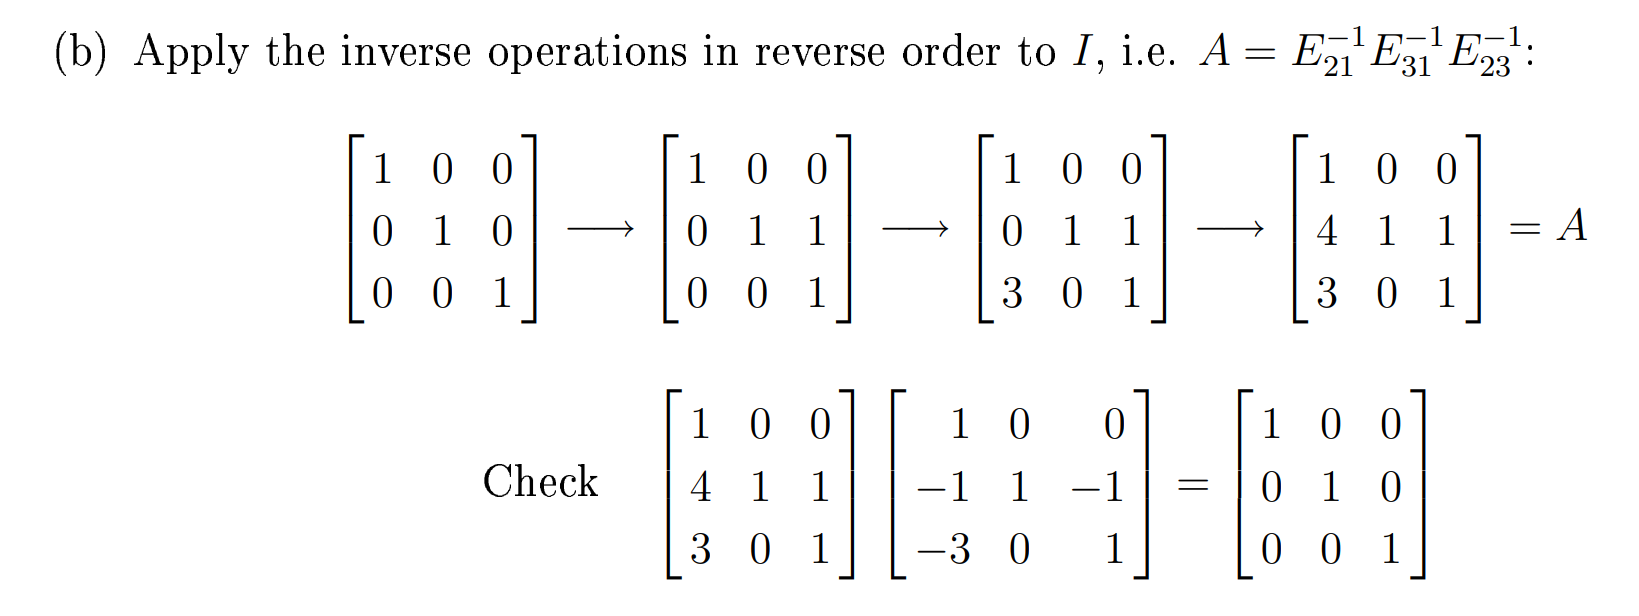 (b) Apply the inverse operations in reverse order to $I$, i.e. $A = E_{21}^{-1} E_{31}^{-1} E_{23}^{-1}$:
$\begin{bmatrix} 1 & 0 & 0 \\ 0 & 1 & 0 \\ 0 & 0 & 1 \end{bmatrix} \longrightarrow \begin{bmatrix} 1 & 0 & 0 \\ 0 & 1 & 1 \\ 0 & 0 & 1 \end{bmatrix} \longrightarrow \begin{bmatrix} 1 & 0 & 0 \\ 0 & 1 & 1 \\ 3 & 0 & 1 \end{bmatrix} \longrightarrow \begin{bmatrix} 1 & 0 & 0 \\ 4 & 1 & 1 \\ 3 & 0 & 1 \end{bmatrix} = A$
Check $\begin{bmatrix} 1 & 0 & 0 \\ 4 & 1 & 1 \\ 3 & 0 & 1 \end{bmatrix} \begin{bmatrix} 1 & 0 & 0 \\ -1 & 1 & -1 \\ -3 & 0 & 1 \end{bmatrix} = \begin{bmatrix} 1 & 0 & 0 \\ 0 & 1 & 0 \\ 0 & 0 & 1 \end{bmatrix}$